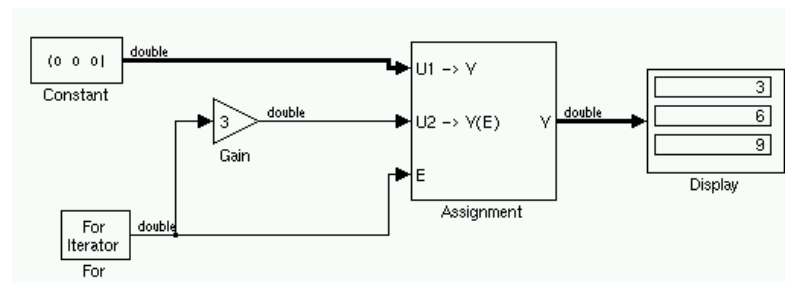 double
(0 0 0|
Constant
U1 -> Y
double
3
Gain
U2 -> Y(E)
Y
double
3
6
9
Display
E
Assignment
For
Iterator
double
For